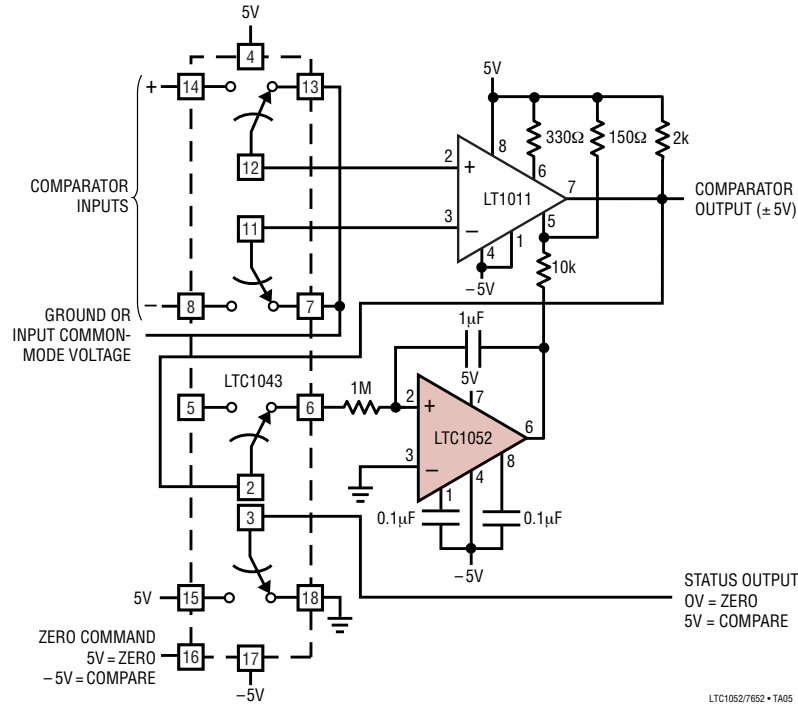 5V
4
+
14
13
5V
8
330Ω
150Ω
2k
6
12
2
+
COMPARATOR
INPUTS
LT1011
7
COMPARATOR
OUTPUT (±5V)
11
3
–
5
1
4
–5V
10k
–
8
7
GROUND OR
INPUT COMMON-
MODE VOLTAGE
1µF
LTC1043
5V
5
6
1M
2
+
7
LTC1052
6
3
–
8
2
1
4
3
0.1µF
0.1µF
–5V
5V
15
18
STATUS OUTPUT
0V = ZERO
5V = COMPARE
ZERO COMMAND
5V = ZERO
–5V = COMPARE
16
17
–5V
LTC1052/7652 • TA05